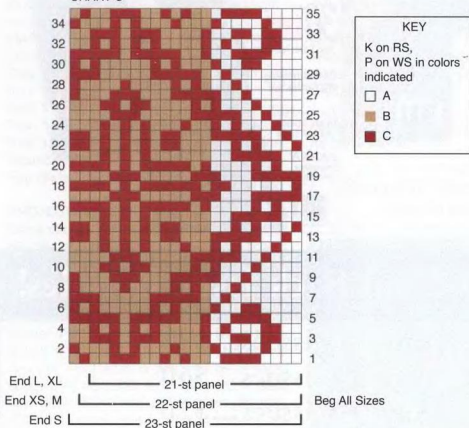 35
34
33
32
31
30
29
28
27
26
25
24
23
22
21
20
19
18
17
16
15
14
13
12
11
10
9
8
7
6
5
4
3
2
1
End L, XL
21-st panel
End XS, M
22-st panel
Beg All Sizes
End S
23-st panel
KEY
K on RS,
P on WS in colors
indicated
A
B
C